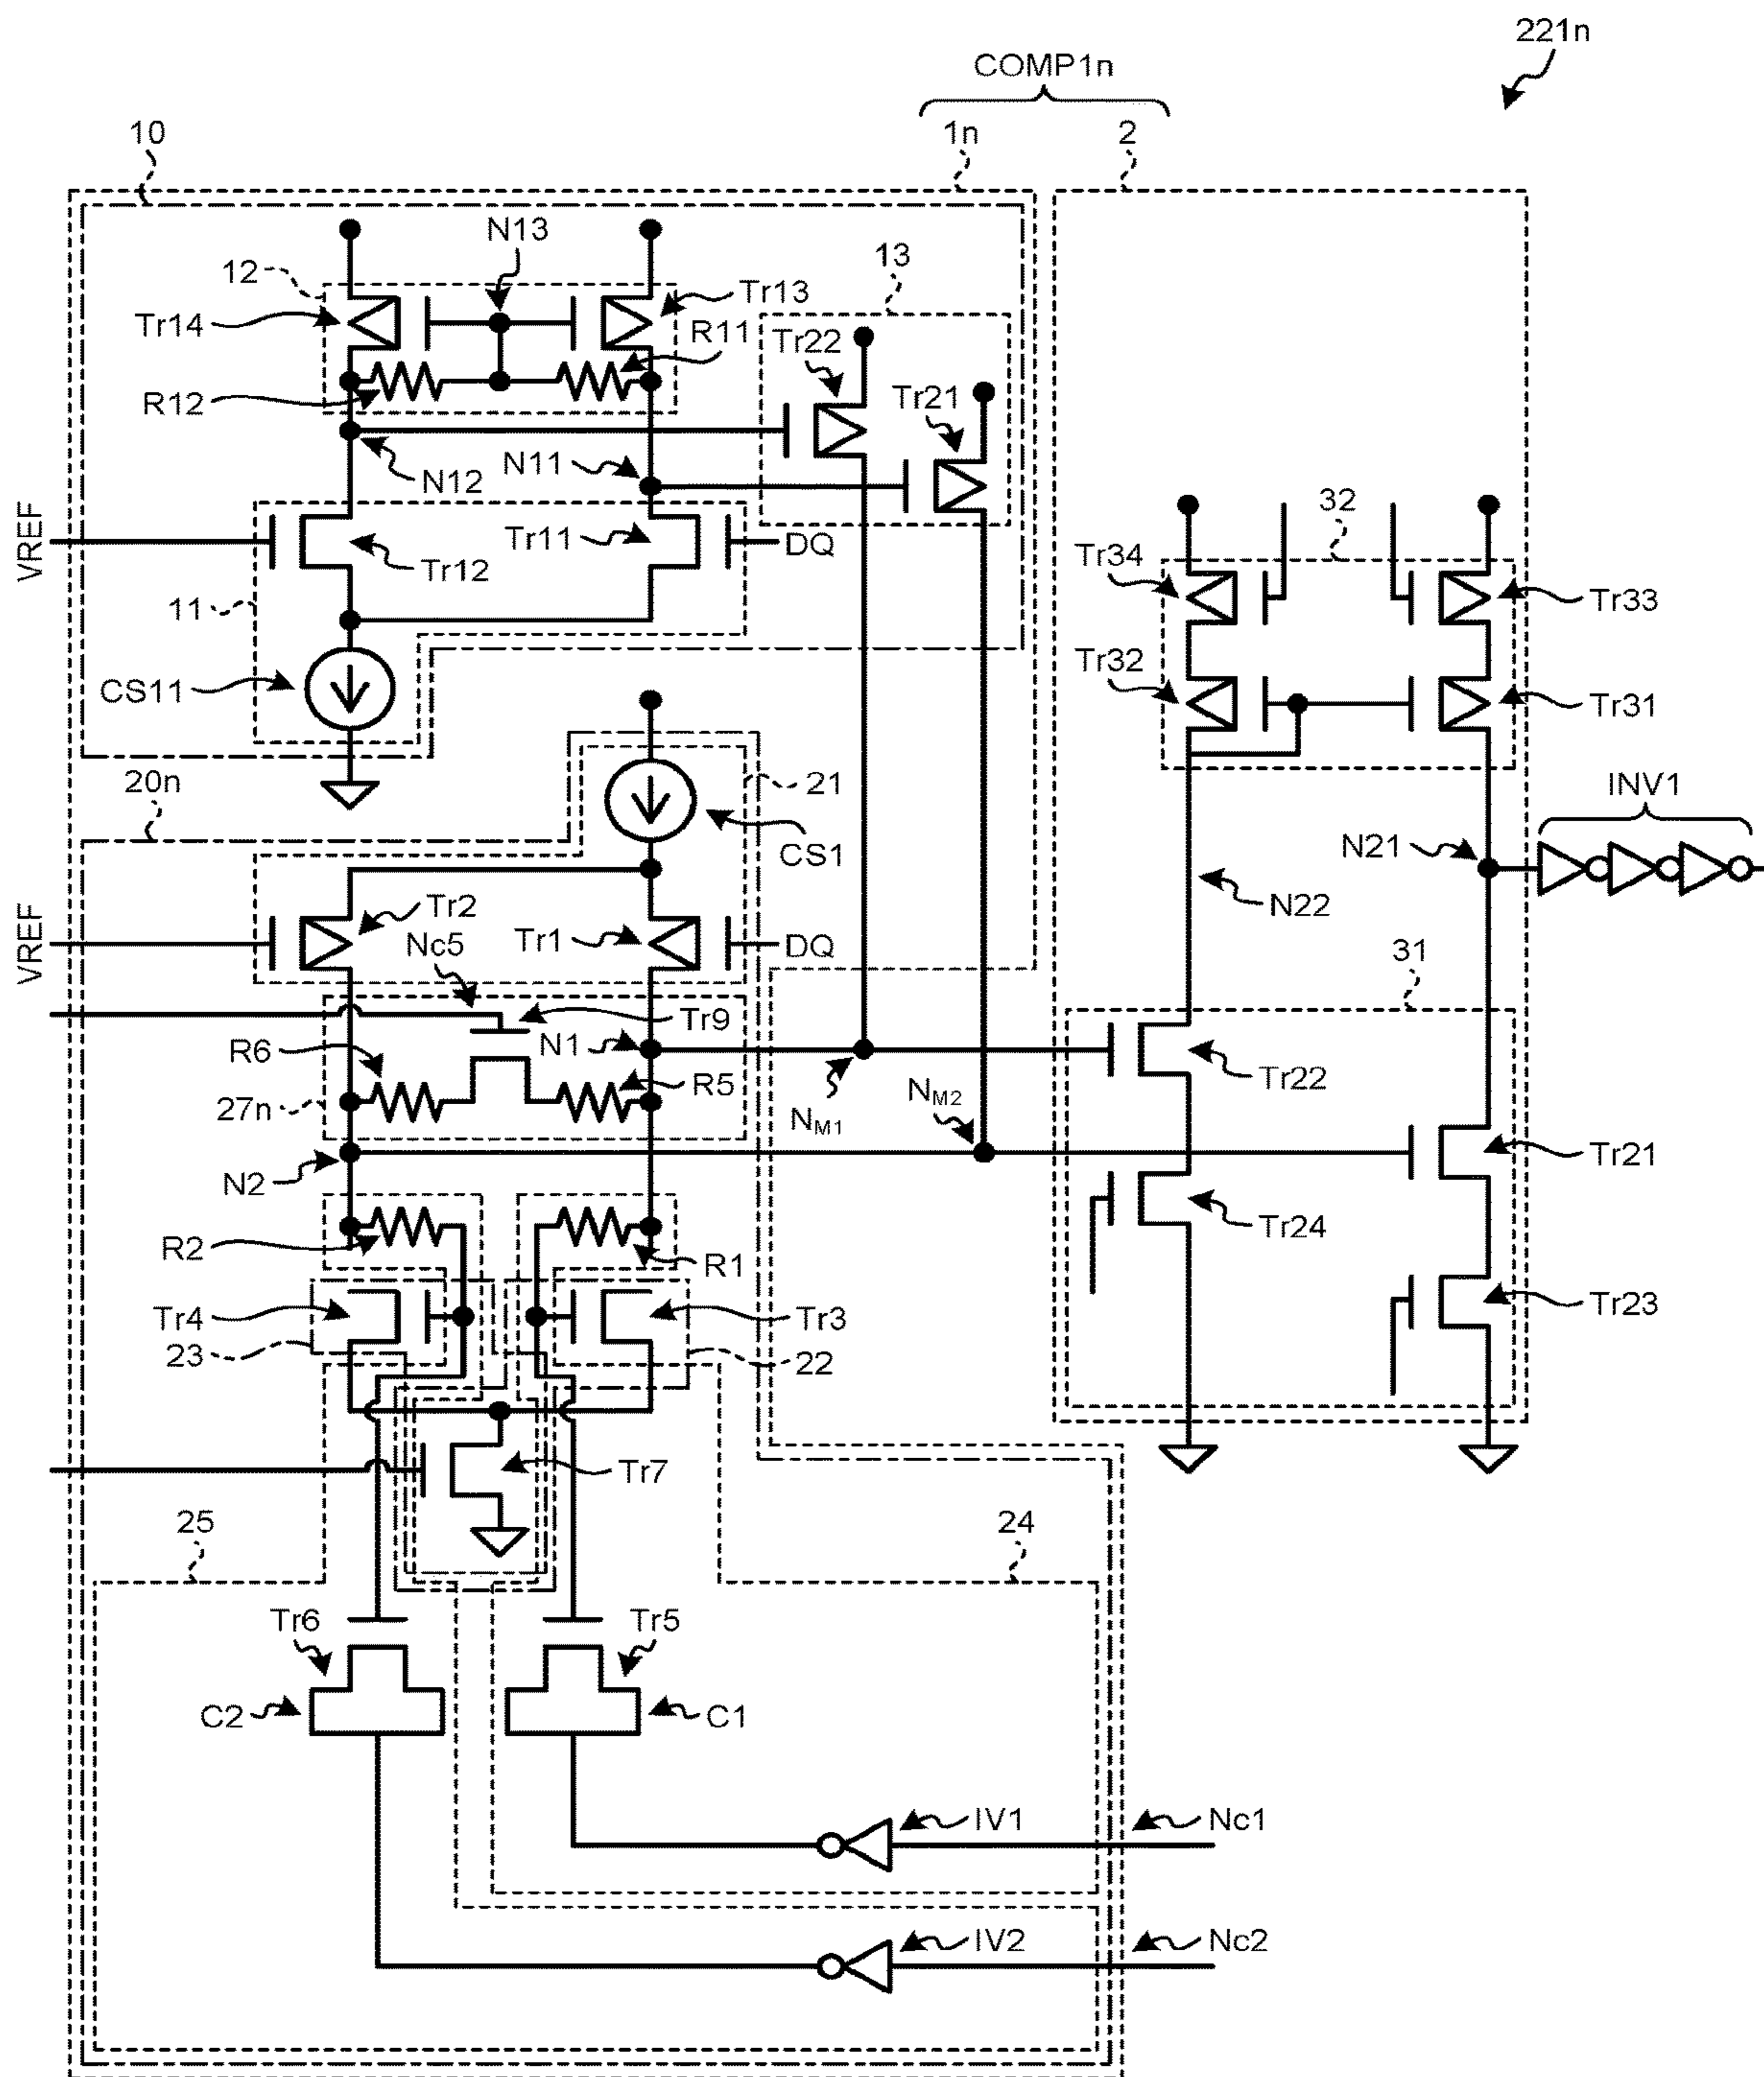 221n
COMP1n
10
1n
2
N13
13
12
Tr14
Tr13
R11
Tr22
R12
Tr21
N11
N12
32
VREF
Tr11
DQ
Tr12
Tr34
Tr33
11
Tr32
CS11
Tr31
20n
21
INV1
CS1
N21
N22
Tr2
VREF
Nc5
Tr1
DQ
31
Tr9
R6
N1
R5
Tr22
27n
NM1
NM2
Tr21
N2
R2
R1
Tr24
Tr4
Tr3
Tr23
23
22
Tr7
25
24
Tr6
Tr5
C2
C1
IV1
Nc1
IV2
Nc2